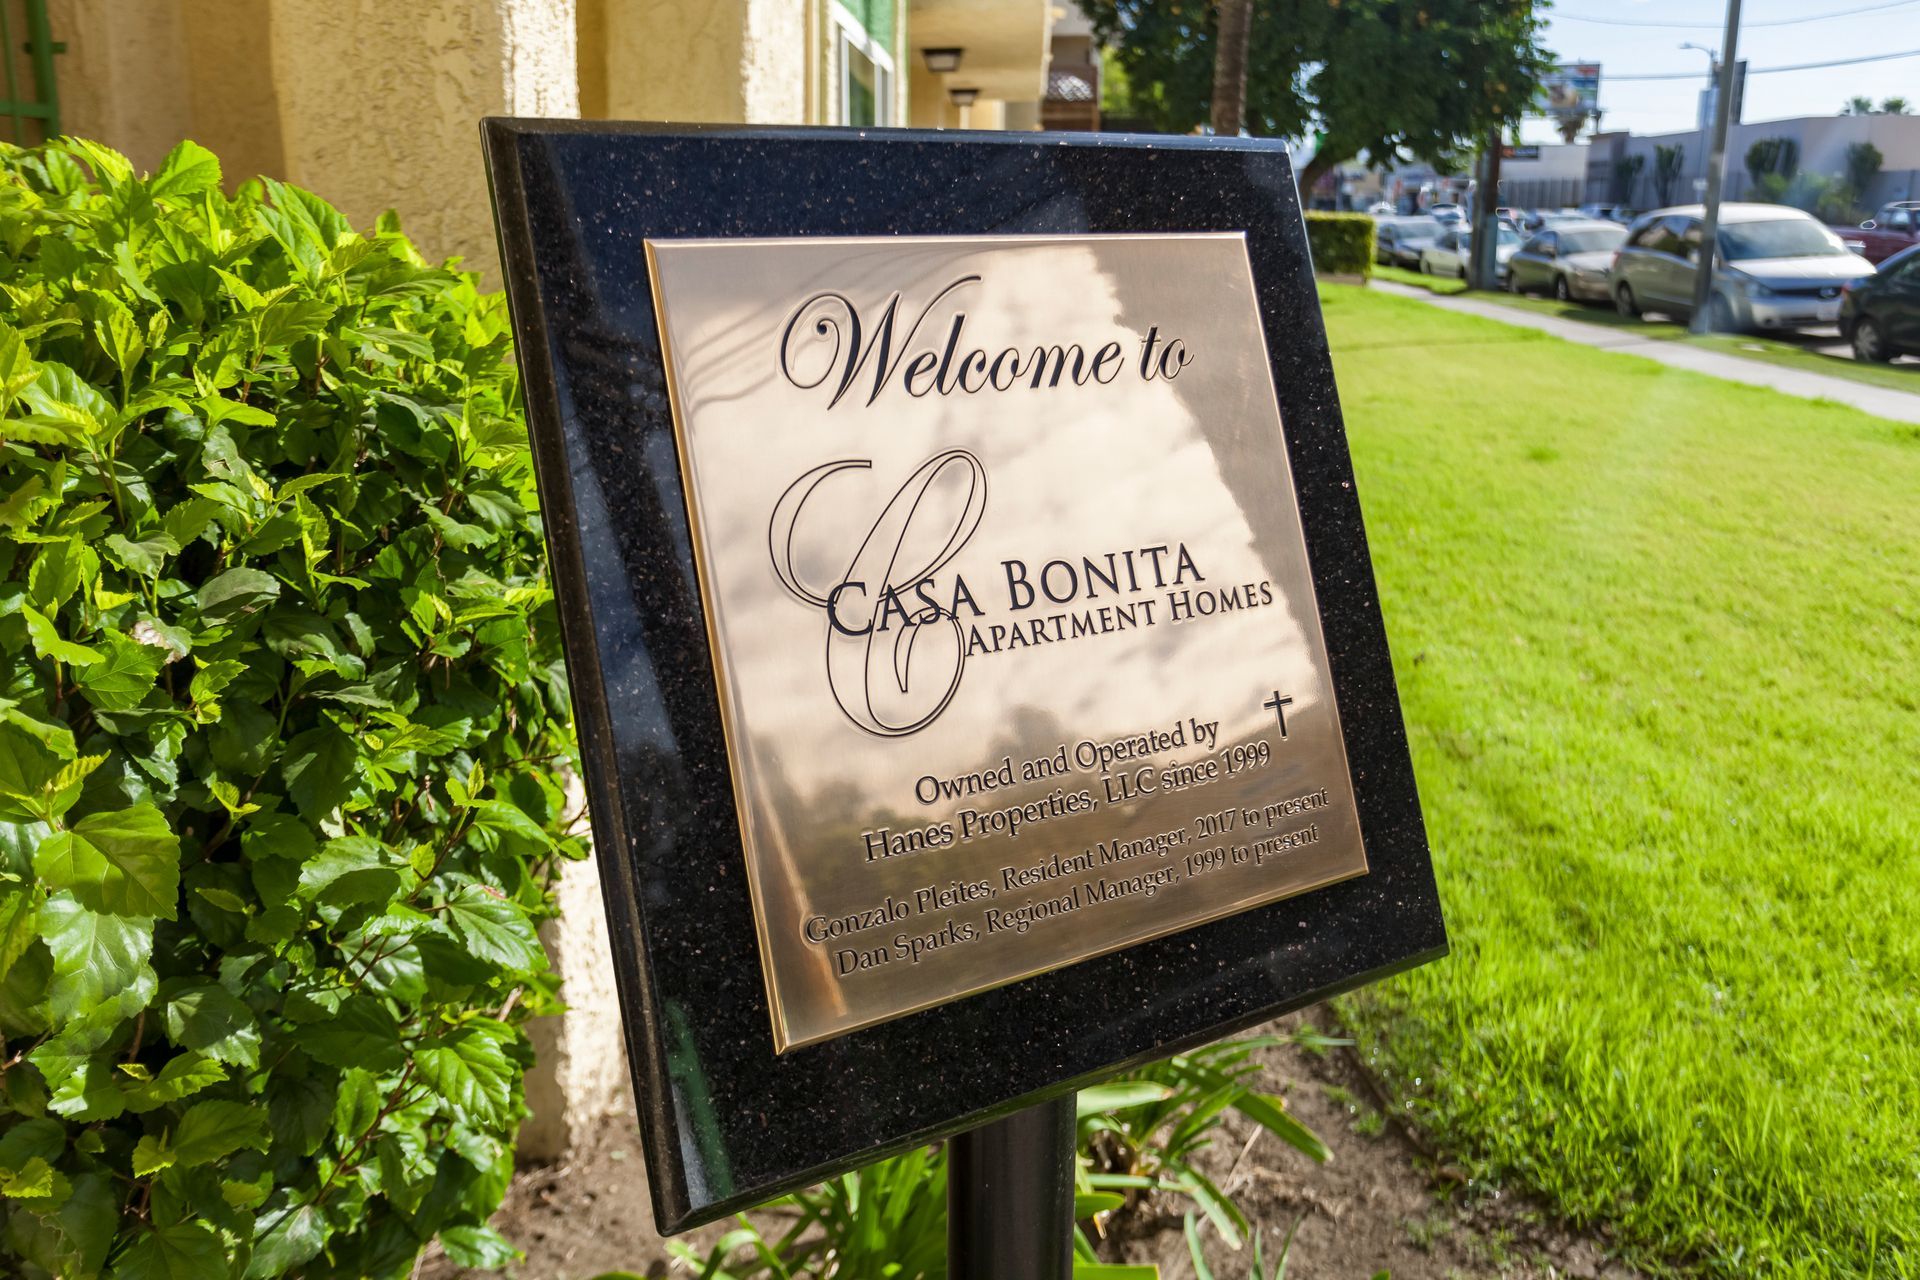 Welcome to
C
CASA BONITA
APARTMENT HOMES
Owned and Operated by
Hanes Properties, LLC since 1999
Gonzalo Pleites, Resident Manager, 2017 to present
Dan Sparks, Regional Manager, 1999 to present